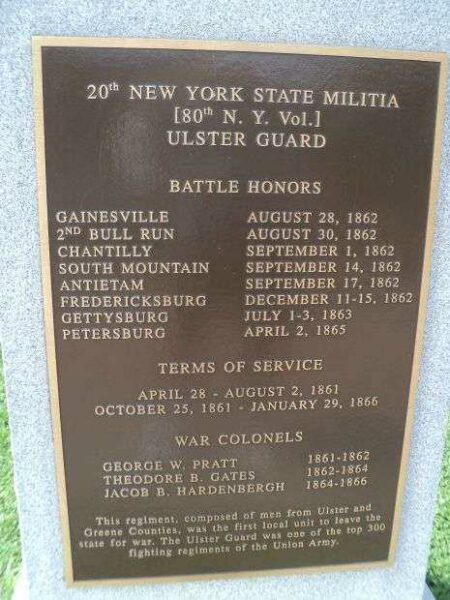 20th NEW YORK STATE MILITIA
[80th N. Y. Vol.]
ULSTER GUARD
BATTLE HONORS
GAINESVILLE AUGUST 28, 1862
2ND BULL RUN AUGUST 30, 1862
CHANTILLY SEPTEMBER 1, 1862
SOUTH MOUNTAIN SEPTEMBER 14, 1862
ANTIETAM SEPTEMBER 17, 1862
FREDERICKSBURG DECEMBER 11-15, 1862
GETTYSBURG JULY 1-3, 1863
PETERSBURG APRIL 2, 1865
TERMS OF SERVICE
APRIL 28 - AUGUST 2, 1861
OCTOBER 25, 1861 - JANUARY 29, 1866
WAR COLONELS
GEORGE W. PRATT 1861-1862
THEODORE B. GATES 1862-1864
JACOB B. HARDENBERGH 1864-1866
This regiment, composed of men from Ulster and
Greene Counties, was the first local unit to leave the
state for war. The Ulster Guard was one of the top 300
fighting regiments of the Union Army.